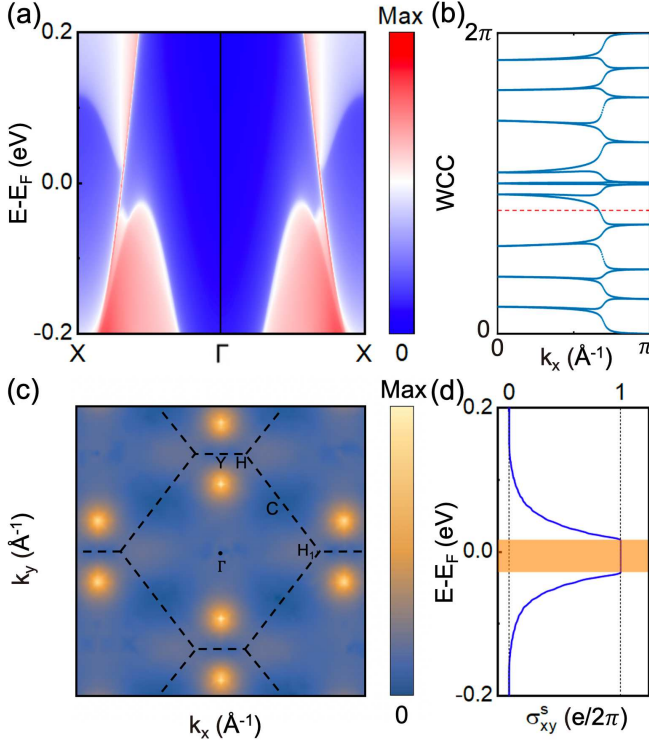 (a)
0.2
E-E_F (eV)
0.0
-0.2
X Γ X
Max
0
(b)
2π
WCC
0
k_x (Å⁻¹) π
(c)
k_y (Å⁻¹)
Y H
C
Γ H₁
k_x (Å⁻¹)
Max
0
(d)
0 1
0.2
E-E_F (eV)
0.0
-0.2
σ^s_xy (e/2π)